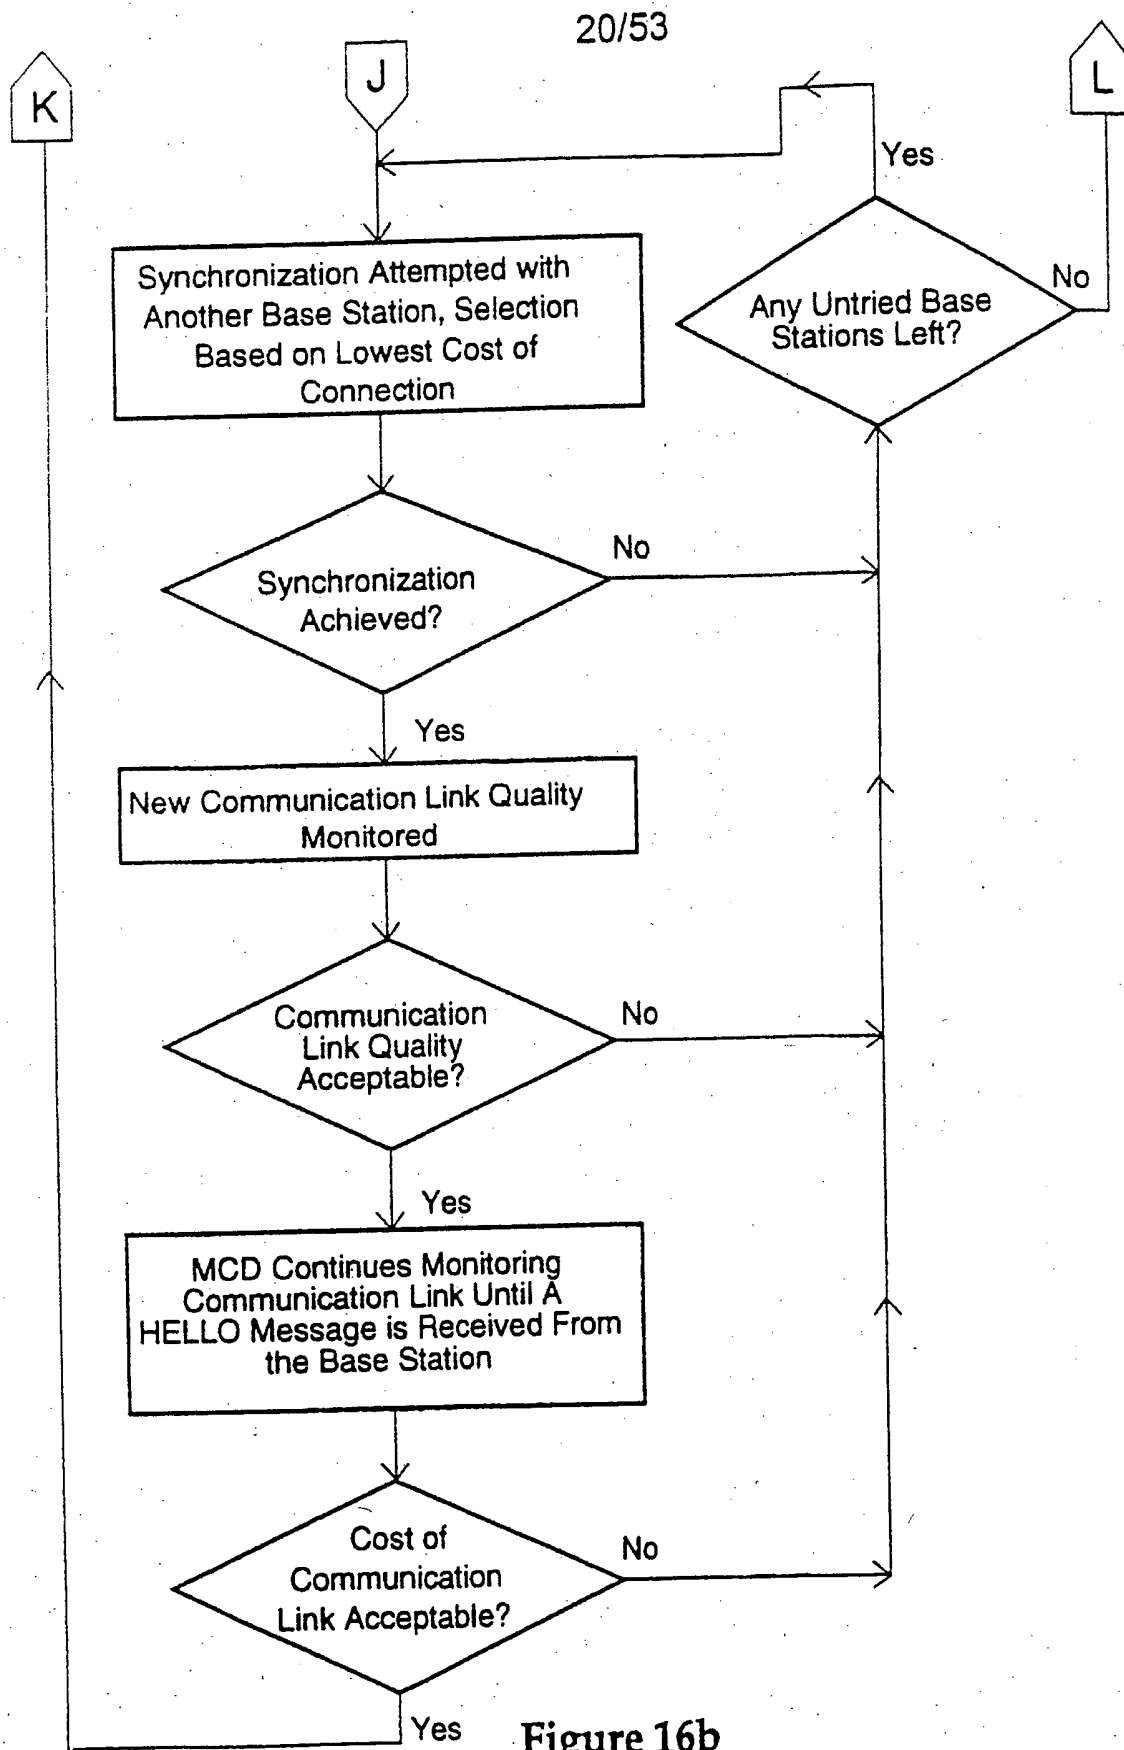 20/53
K
J
L
Yes
Synchronization Attempted with
Another Base Station, Selection
Based on Lowest Cost of
Connection
Any Untried Base
Stations Left?
No
Synchronization
Achieved?
No
Yes
New Communication Link Quality
Monitored
Communication
Link Quality
Acceptable?
No
Yes
MCD Continues Monitoring
Communication Link Until A
HELLO Message is Received From
the Base Station
Cost of
Communication
Link Acceptable?
No
Yes
Figure 16b